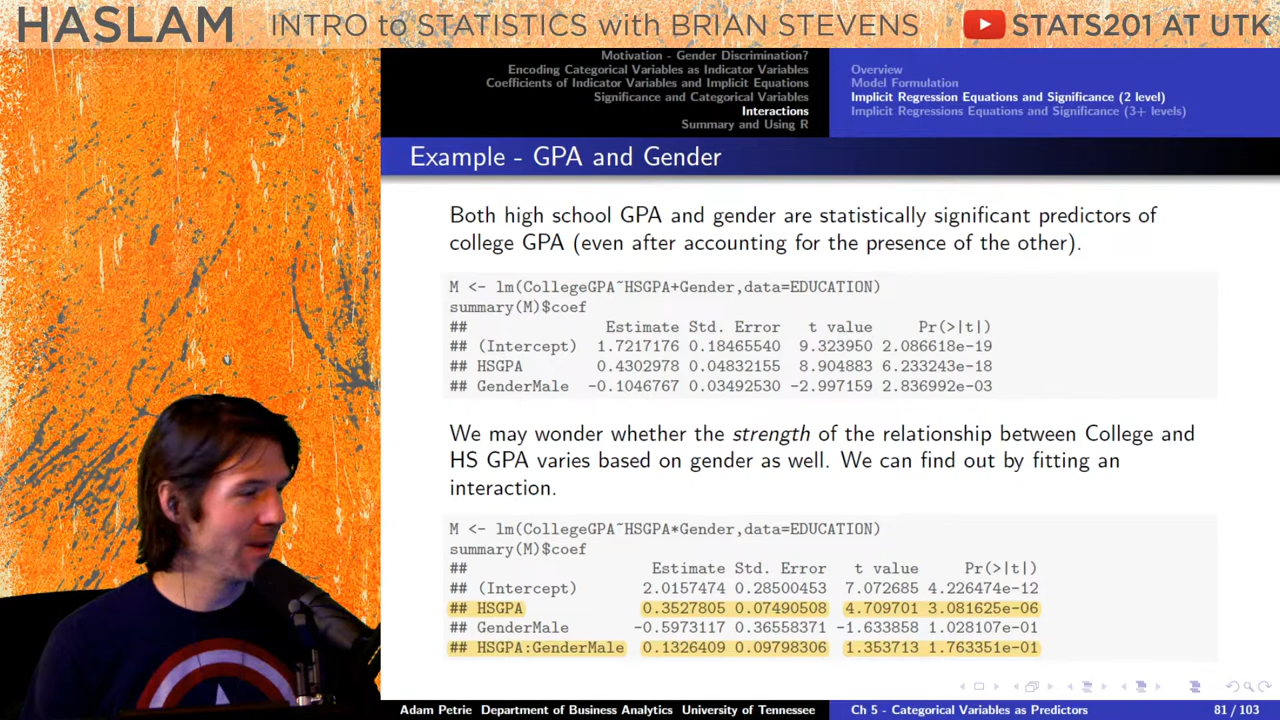 HASLAM INTRO to STATISTICS with BRIAN STEVENS STATS201 AT UTK
Motivation - Gender Discrimination?
Encoding Categorical Variables as Indicator Variables
Coefficients of Indicator Variables and Implicit Equations
Significance and Categorical Variables
Interactions
Summary and Using R
Overview
Model Formulation
Implicit Regression Equations and Significance (2 level)
Implicit Regressions Equations and Significance (3+ levels)
Example - GPA and Gender
Both high school GPA and gender are statistically significant predictors of
college GPA (even after accounting for the presence of the other).
M <- lm(CollegeGPA~HSGPA+Gender,data=EDUCATION)
summary(M)$coef
## Estimate Std. Error t value Pr(>|t|)
## (Intercept) 1.7217176 0.18465540 9.323950 2.086618e-19
## HSGPA 0.4302978 0.04832155 8.904883 6.233243e-18
## GenderMale -0.1046767 0.03492530 -2.997159 2.836992e-03
We may wonder whether the strength of the relationship between College and
HS GPA varies based on gender as well. We can find out by fitting an
interaction.
M <- lm(CollegeGPA~HSGPA*Gender,data=EDUCATION)
summary(M)$coef
## Estimate Std. Error t value Pr(>|t|)
## (Intercept) 2.0157474 0.28500453 7.072685 4.226474e-12
## HSGPA 0.3527805 0.07490508 4.709701 3.081625e-06
## GenderMale -0.5973117 0.36558371 -1.633858 1.028107e-01
## HSGPA:GenderMale 0.1326409 0.09798306 1.353713 1.763351e-01
Adam Petrie Department of Business Analytics University of Tennessee Ch 5 - Categorical Variables as Predictors 81 / 103